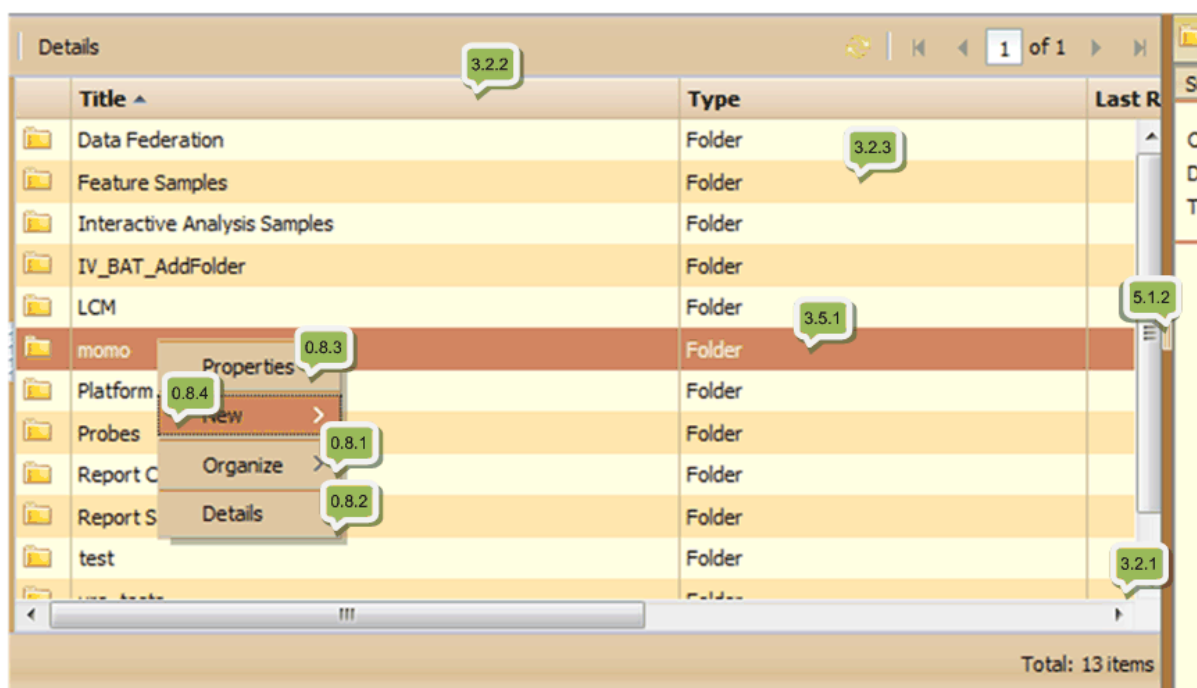 Details 1 of 1
3.2.2
Title Type Last R
Data Federation Folder
3.2.3
Feature Samples Folder
Interactive Analysis Samples Folder
IV_BAT_AddFolder Folder
LCM Folder
5.1.2
3.5.1
momo Folder
0.8.3
Properties
Platform Folder
0.8.4
New
Probes Folder
0.8.1
Report C Organize Folder
0.8.2
Report S Details Folder
test Folder
3.2.1
Folder
Total: 13 items
S
C
D
T